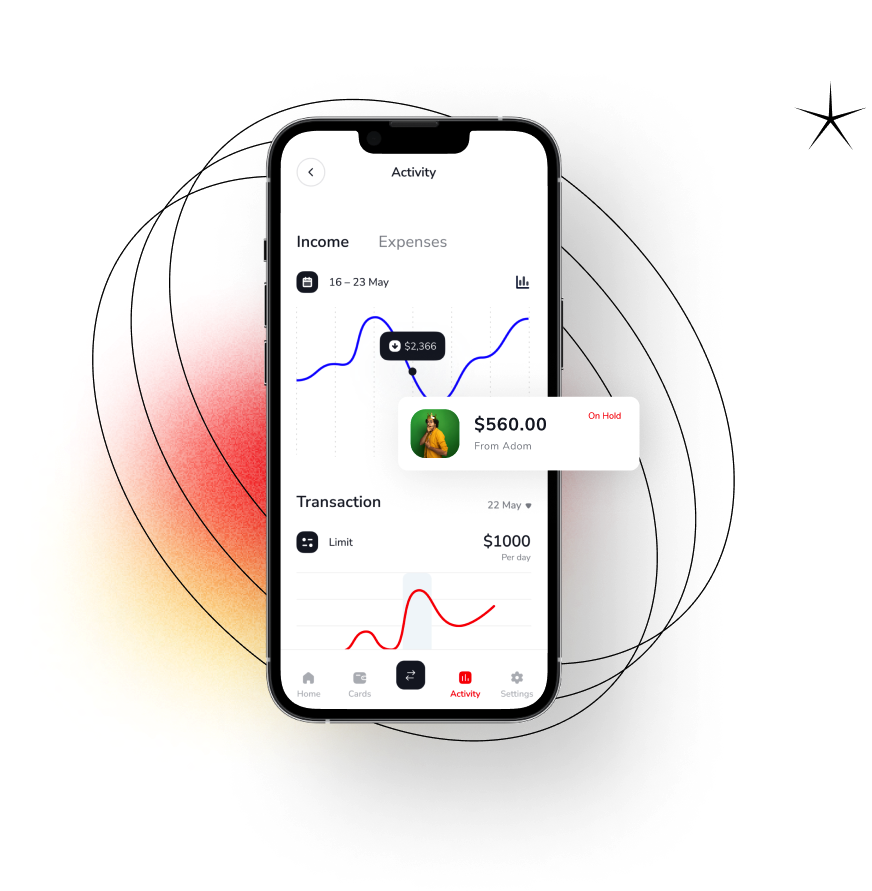 Activity
Income Expenses
16 – 23 May
$2,366
$560.00
On Hold
From Adom
Transaction
22 May
Limit
$1000
Per day
Home Cards Activity Settings